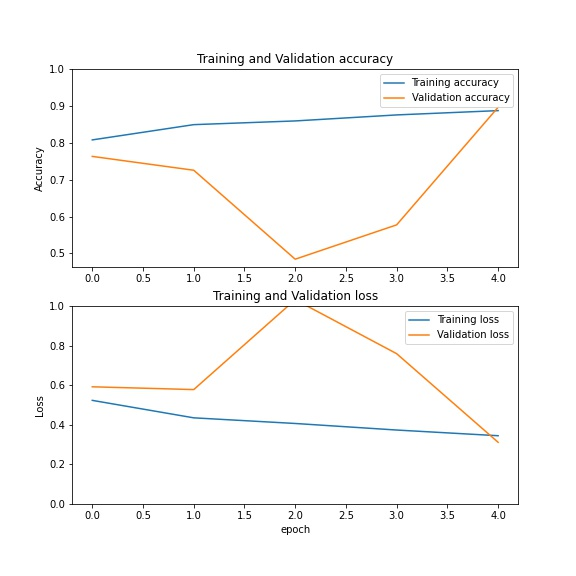 Training and Validation accuracy
1.0
0.9
0.8
0.7
0.6
0.5
Accuracy
Training accuracy
Validation accuracy
0.0 0.5 1.0 1.5 2.0 2.5 3.0 3.5 4.0
Training and Validation loss
1.0
0.8
0.6
0.4
0.2
0.0
Loss
Training loss
Validation loss
0.0 0.5 1.0 1.5 2.0 2.5 3.0 3.5 4.0
epoch